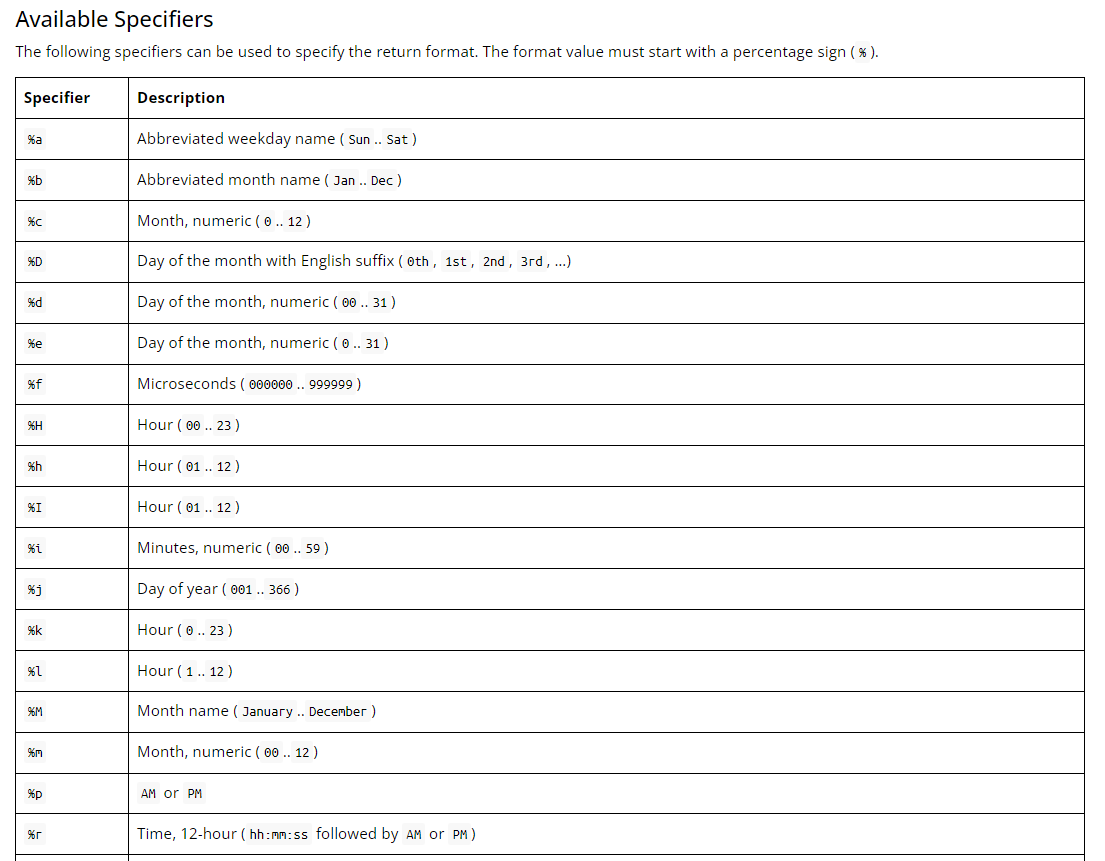 Available Specifiers
The following specifiers can be used to specify the return format. The format value must start with a percentage sign ( % ).
Specifier Description
%a Abbreviated weekday name ( Sun .. Sat )
%b Abbreviated month name ( Jan .. Dec )
%c Month, numeric ( 0 .. 12 )
%D Day of the month with English suffix ( 0th , 1st , 2nd , 3rd , …)
%d Day of the month, numeric ( 00 .. 31 )
%e Day of the month, numeric ( 0 .. 31 )
%f Microseconds ( 000000 .. 999999 )
%H Hour ( 00 .. 23 )
%h Hour ( 01 .. 12 )
%I Hour ( 01 .. 12 )
%i Minutes, numeric ( 00 .. 59 )
%j Day of year ( 001 .. 366 )
%k Hour ( 0 .. 23 )
%l Hour ( 1 .. 12 )
%M Month name ( January .. December )
%m Month, numeric ( 00 .. 12 )
%p AM or PM
%r Time, 12-hour ( hh:mm:ss followed by AM or PM )